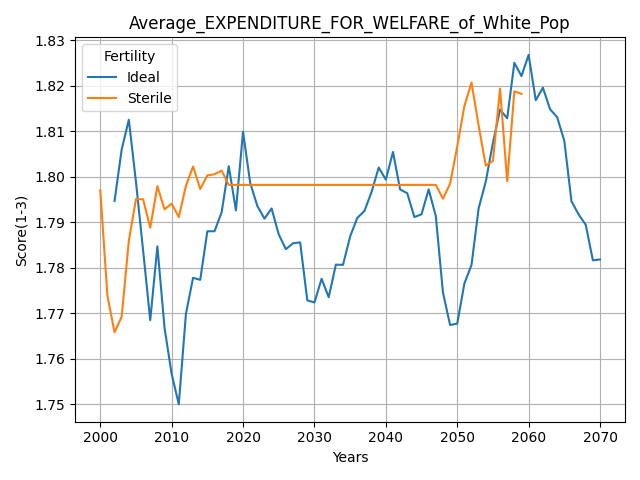 Average_EXPENDITURE_FOR_WELFARE_of_White_Pop
Fertility
Ideal
Sterile
Score(1-3)
1.83
1.82
1.81
1.80
1.79
1.78
1.77
1.76
1.75
2000 2010 2020 2030 2040 2050 2060 2070
Years